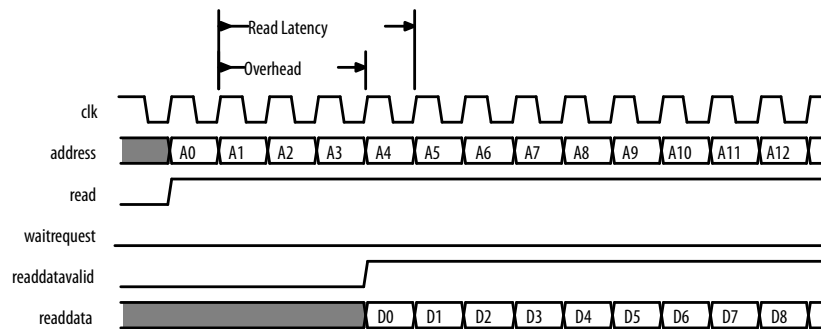 Read Latency
Overhead
clk
address A0 A1 A2 A3 A4 A5 A6 A7 A8 A9 A10 A11 A12
read
waitrequest
readdatavalid
readdata D0 D1 D2 D3 D4 D5 D6 D7 D8